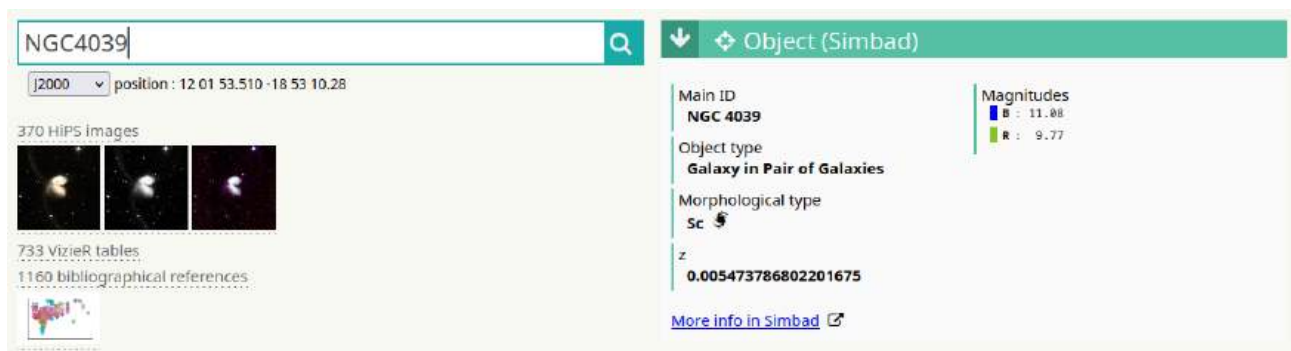 NGC4039
J2000 position : 12 01 53.510 -18 53 10.28
370 HiPS images
733 VizieR tables
1160 bibliographical references
Object (Simbad)
Main ID
NGC 4039
Object type
Galaxy in Pair of Galaxies
Morphological type
Sc
z
0.005473786802201675
More info in Simbad
Magnitudes
B : 11.08
R : 9.77